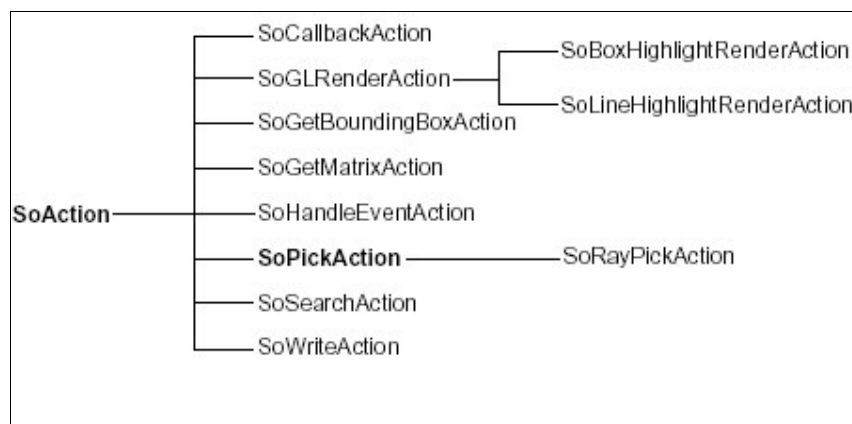 SoCallbackAction
SoBoxHighlightRenderAction
SoGLRenderAction
SoLineHighlightRenderAction
SoGetBoundingBoxAction
SoGetMatrixAction
SoAction
SoHandleEventAction
SoPickAction
SoRayPickAction
SoSearchAction
SoWriteAction